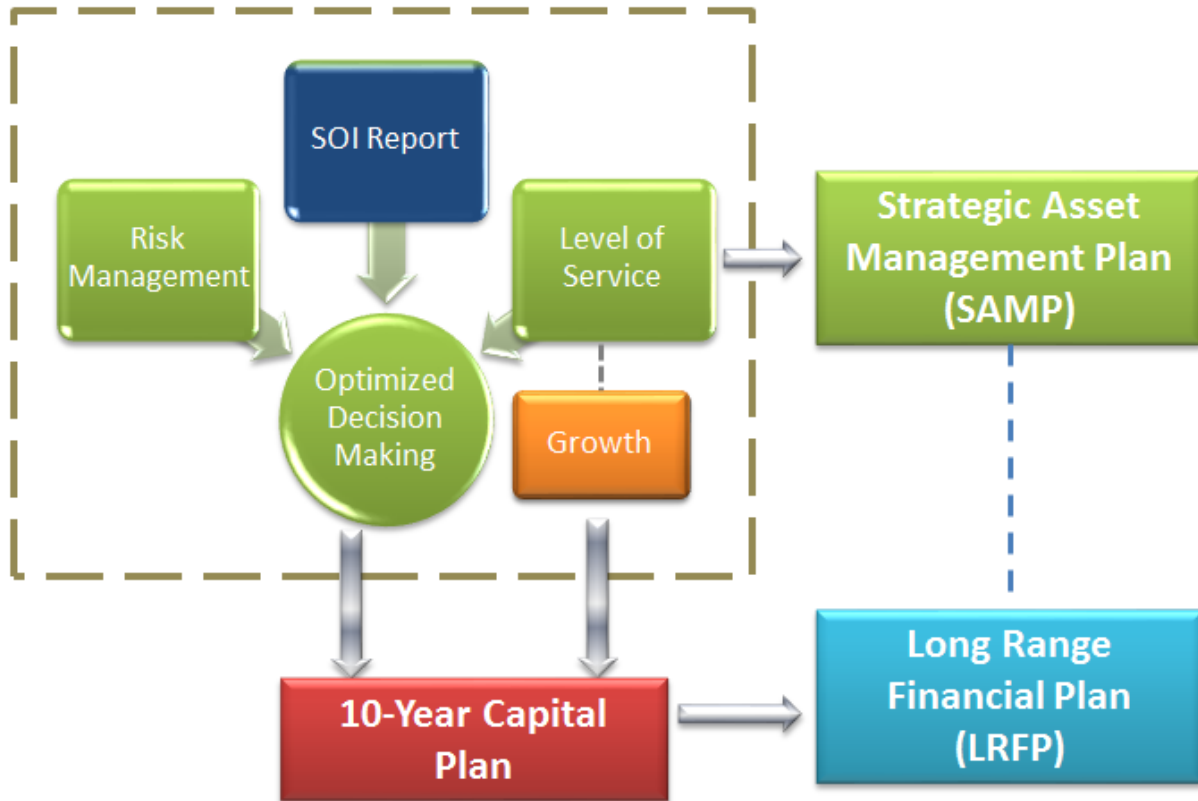 SOI Report
Risk
Management
Level of
Service
Optimized
Decision
Making
Growth
Strategic Asset
Management Plan
(SAMP)
10-Year Capital
Plan
Long Range
Financial Plan
(LRFP)